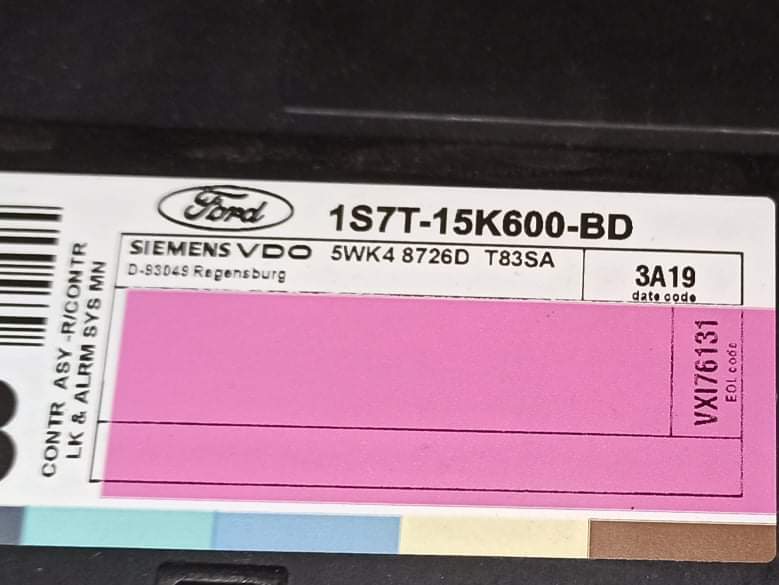 Ford
1S7T-15K600-BD
SIEMENS VDO 5WK4 8726D T83SA
D-93049 Regensburg
3A19
date code
VXI76131
EOL code
CONTR ASY -R/CONTR
LK & ALRM SYS MN